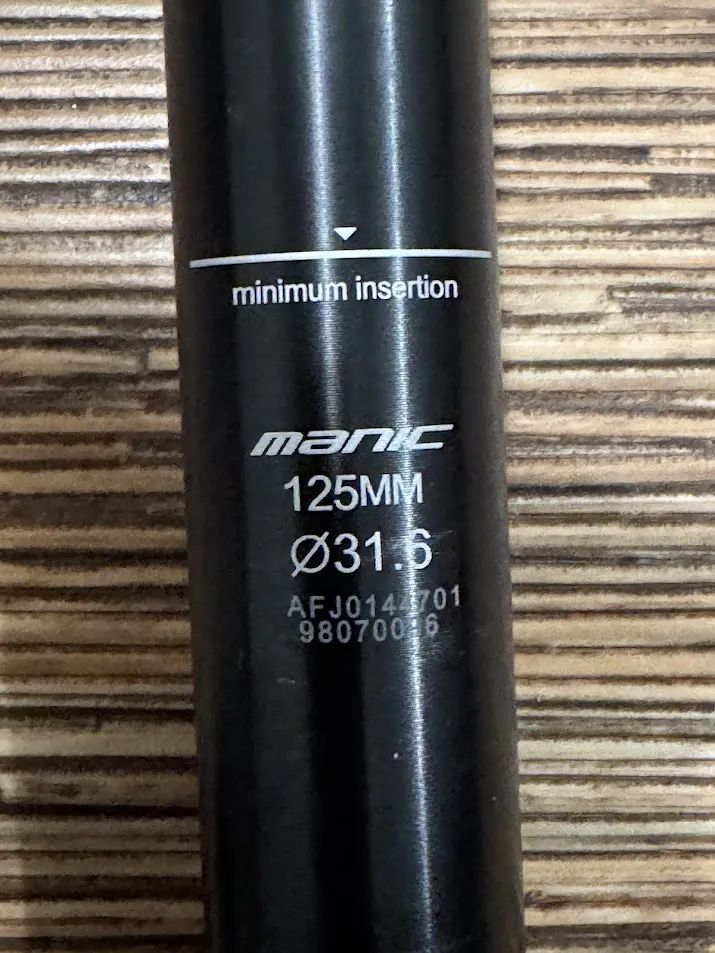 minimum insertion
manic
125MM
Ø31.6
AFJ0144701